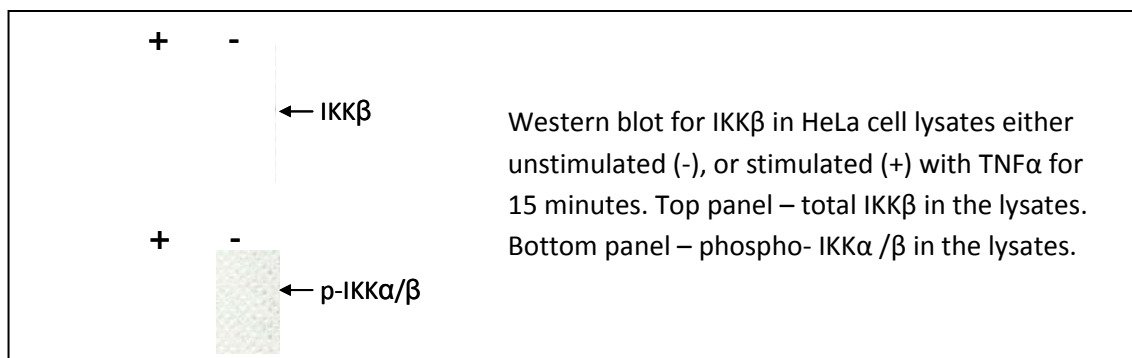 + -
IKKβ
Western blot for IKKβ in HeLa cell lysates either
unstimulated (-), or stimulated (+) with TNFα for
15 minutes. Top panel – total IKKβ in the lysates.
Bottom panel – phospho- IKKα /β in the lysates.
+ -
p-IKKα/β